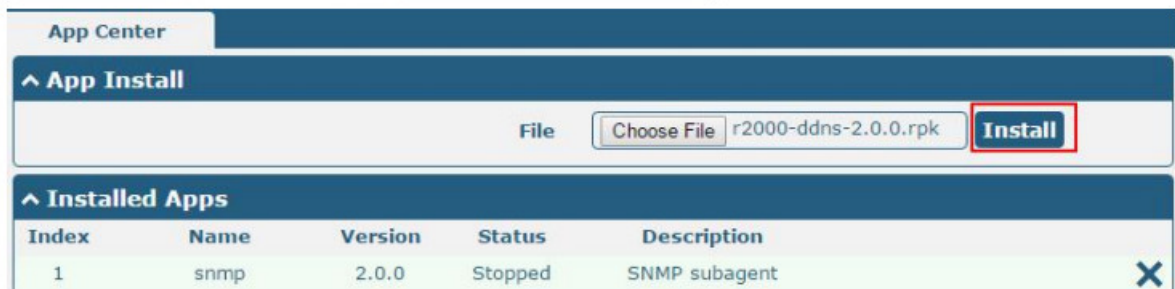 App Center
App Install
File Choose File r2000-ddns-2.0.0.rpk Install
Installed Apps
Index Name Version Status Description
1 snmp 2.0.0 Stopped SNMP subagent